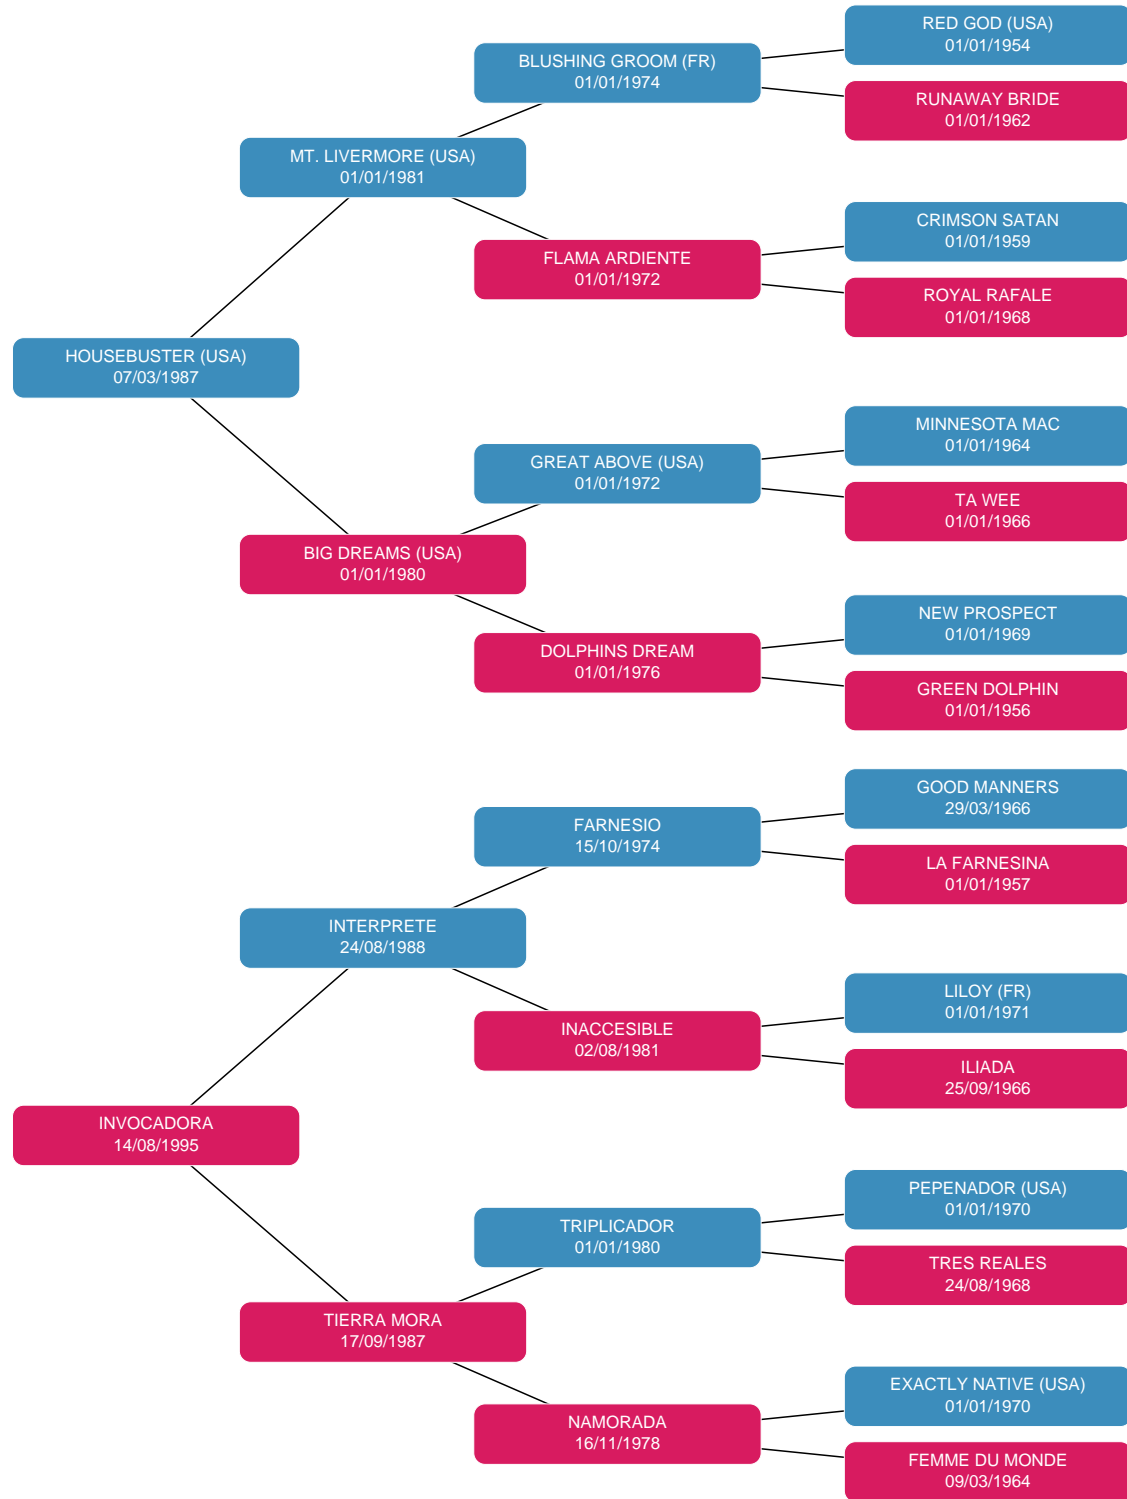 RED GOD (USA)
01/01/1954
BLUSHING GROOM (FR)
01/01/1974
RUNAWAY BRIDE
01/01/1962
MT. LIVERMORE (USA)
01/01/1981
CRIMSON SATAN
01/01/1959
FLAMA ARDIENTE
01/01/1972
ROYAL RAFALE
01/01/1968
HOUSEBUSTER (USA)
07/03/1987
MINNESOTA MAC
01/01/1964
GREAT ABOVE (USA)
01/01/1972
TA WEE
01/01/1966
BIG DREAMS (USA)
01/01/1980
NEW PROSPECT
01/01/1969
DOLPHINS DREAM
01/01/1976
GREEN DOLPHIN
01/01/1956
GOOD MANNERS
29/03/1966
FARNESIO
15/10/1974
LA FARNESINA
01/01/1957
INTERPRETE
24/08/1988
LILOY (FR)
01/01/1971
INACCESIBLE
02/08/1981
ILIADA
25/09/1966
INVOCADORA
14/08/1995
PEPENADOR (USA)
01/01/1970
TRIPLICADOR
01/01/1980
TRES REALES
24/08/1968
TIERRA MORA
17/09/1987
EXACTLY NATIVE (USA)
01/01/1970
NAMORADA
16/11/1978
FEMME DU MONDE
09/03/1964